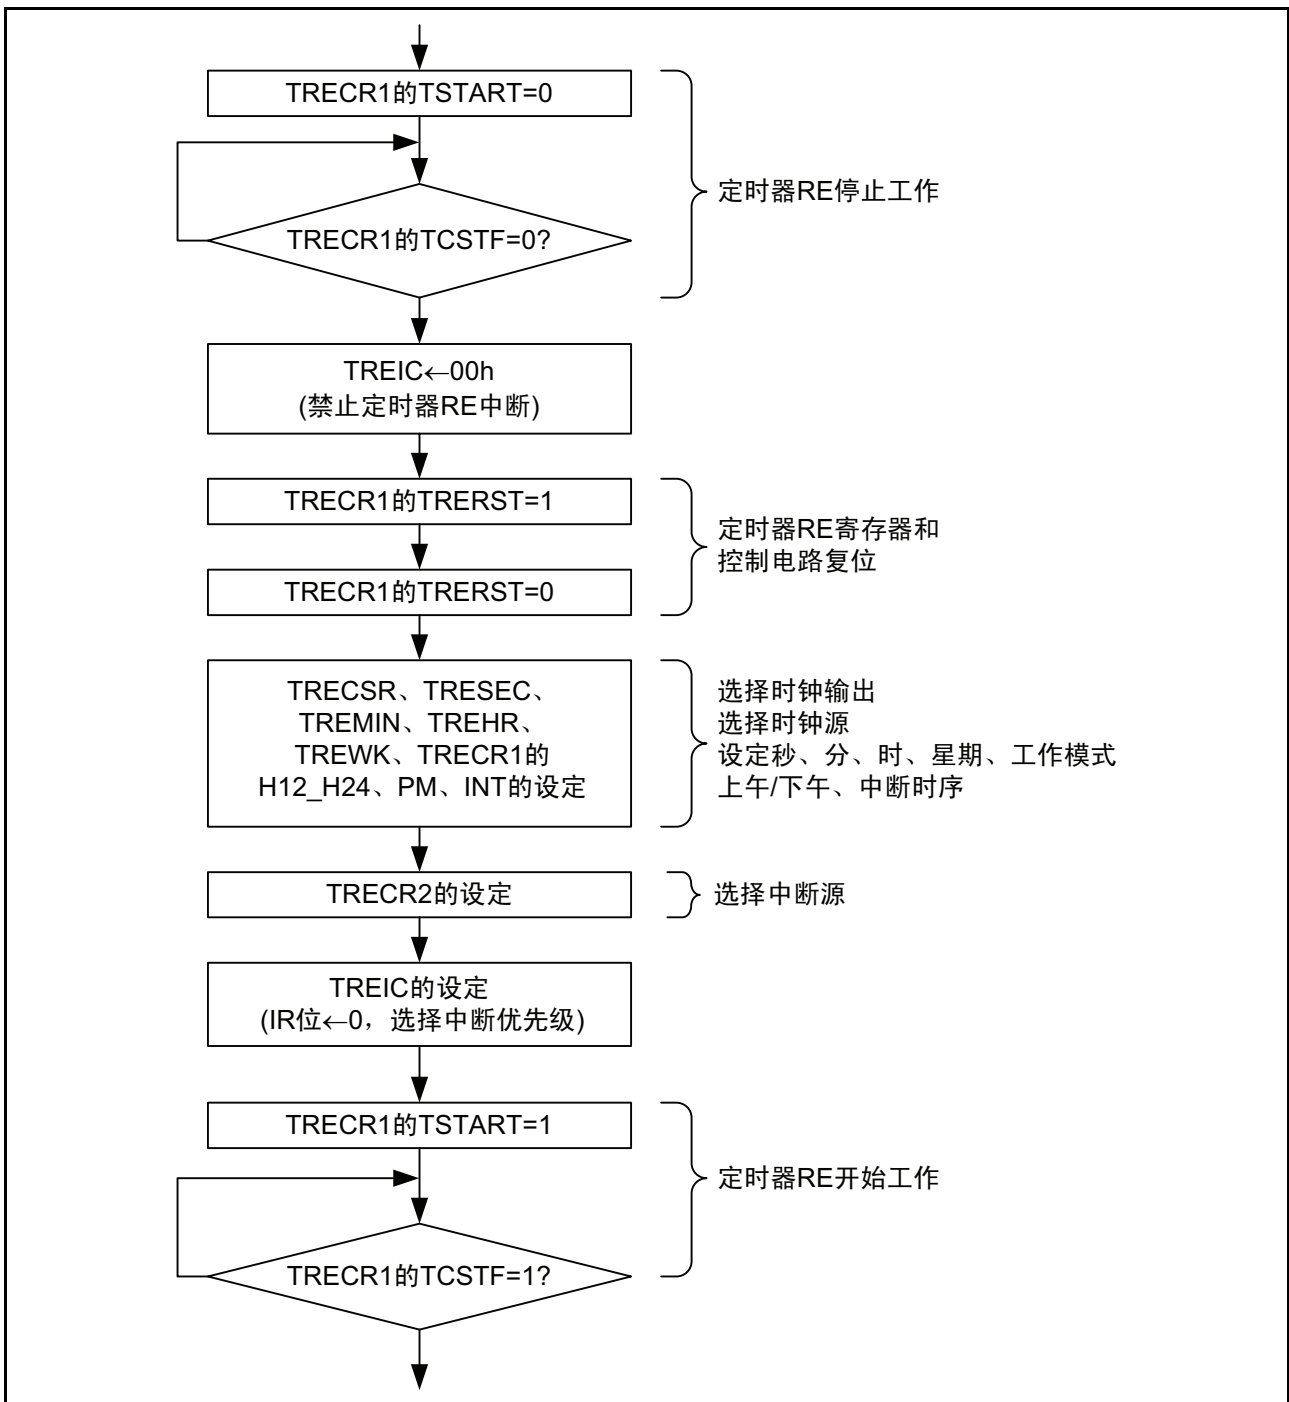 TRECR1的TSTART=0
定时器RE停止工作
TRECR1的TCSTF=0?
TREIC←00h
(禁止定时器RE中断)
TRECR1的TRERST=1
定时器RE寄存器和
控制电路复位
TRECR1的TRERST=0
TRECSR、TRESEC、
TREMIN、TREHR、
TREWK、TRECR1的
H12_H24、PM、INT的设定
选择时钟输出
选择时钟源
设定秒、分、时、星期、工作模式
上午/下午、中断时序
TRECR2的设定
选择中断源
TREIC的设定
(IR位←0，选择中断优先级)
TRECR1的TSTART=1
定时器RE开始工作
TRECR1的TCSTF=1?